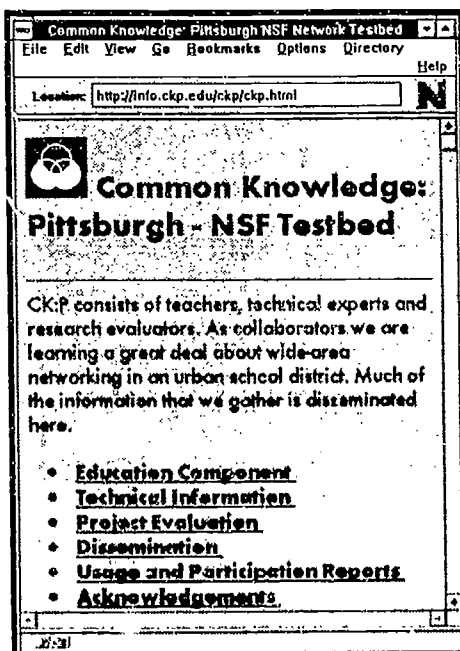 Common Knowledge: Pittsburgh NSF Network Testbed
File Edit View Go Bookmarks Options Directory
Help
Location: http://info.ckp.edu/ckp/ckp.html
N
Common Knowledge:
Pittsburgh - NSF Testbed
CK:P consists of teachers, technical experts and
research evaluators. As collaborators we are
learning a great deal about wide-area
networking in an urban school district. Much of
the information that we gather is disseminated
here.
• Education Component
• Technical Information
• Project Evaluation
• Dissemination
• Usage and Participation Reports
• Acknowledgements